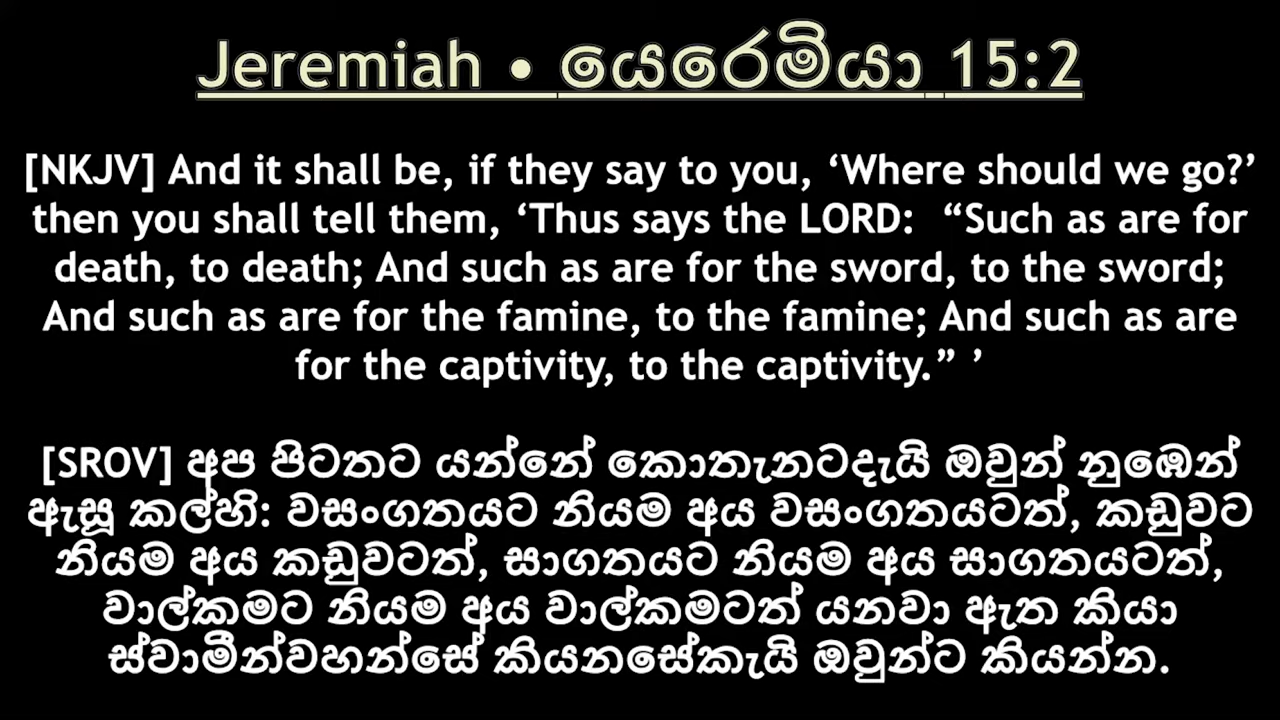 Jeremiah • යෙරෙමියා 15:2
[NKJV] And it shall be, if they say to you, ‘Where should we go?’
then you shall tell them, ‘Thus says the LORD:  “Such as are for
death, to death; And such as are for the sword, to the sword;
And such as are for the famine, to the famine; And such as are
for the captivity, to the captivity.” ’
[SROV] අප පිටතට යන්නේ කොතැනටදැයි ඔවුන් නුඹෙන්
ඇසූ කල්හි: වසංගතයට නියම අය වසංගතයටත්, කඩුවට
නියම අය කඩුවටත්, සාගතයට නියම අය සාගතයටත්,
වාල්කමට නියම අය වාල්කමටත් යනවා ඇත කියා
ස්වාමීන්වහන්සේ කියනසේකැයි ඔවුන්ට කියන්න.